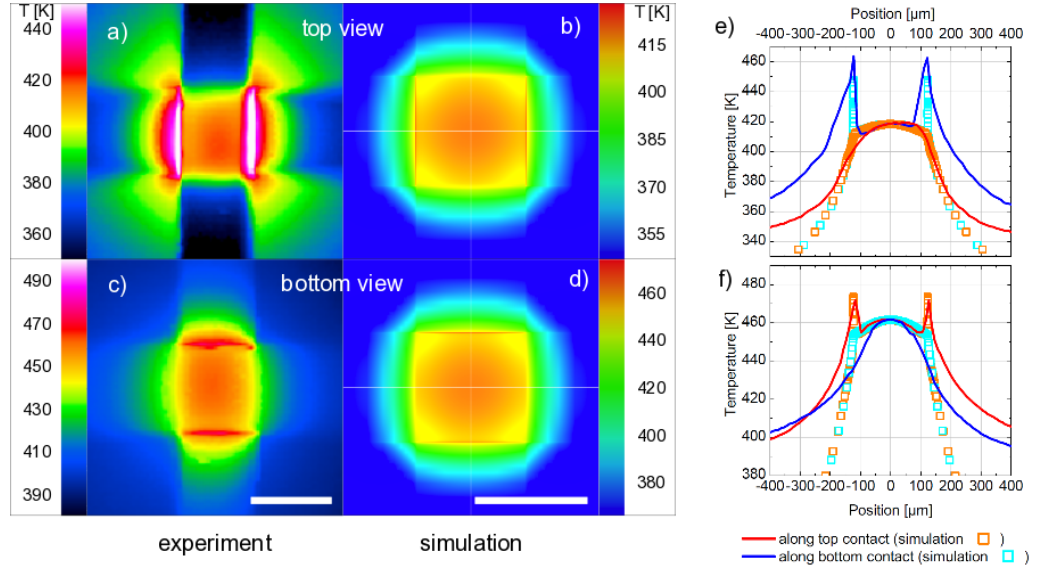 T [K]
440
420
400
380
360
a)
top view
b)
T [K]
415
400
385
370
355
490
470
450
430
410
390
c)
bottom view
d)
460
440
420
400
380
experiment
simulation
e)
Position [µm]
-400 -300 -200 -100 0 100 200 300 400
Temperature [K]
460
440
420
400
380
360
340
f)
Temperature [K]
480
460
440
420
400
380
-400 -300 -200 -100 0 100 200 300 400
Position [µm]
along top contact (simulation )
along bottom contact (simulation )